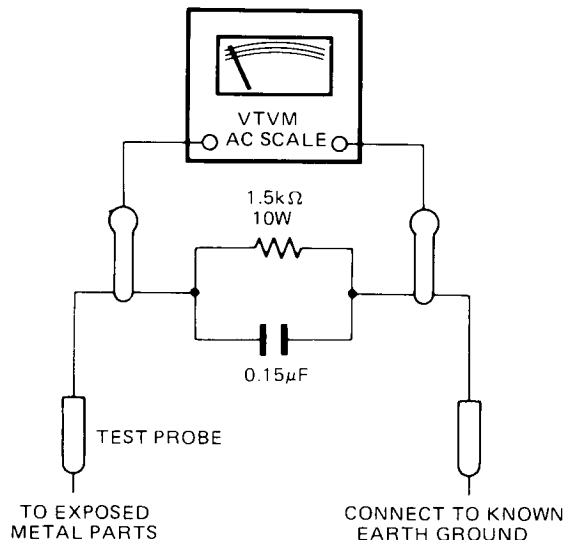 VTVM
AC SCALE
1.5kΩ
10W
0.15μF
TEST PROBE
TO EXPOSED
METAL PARTS
CONNECT TO KNOWN
EARTH GROUND